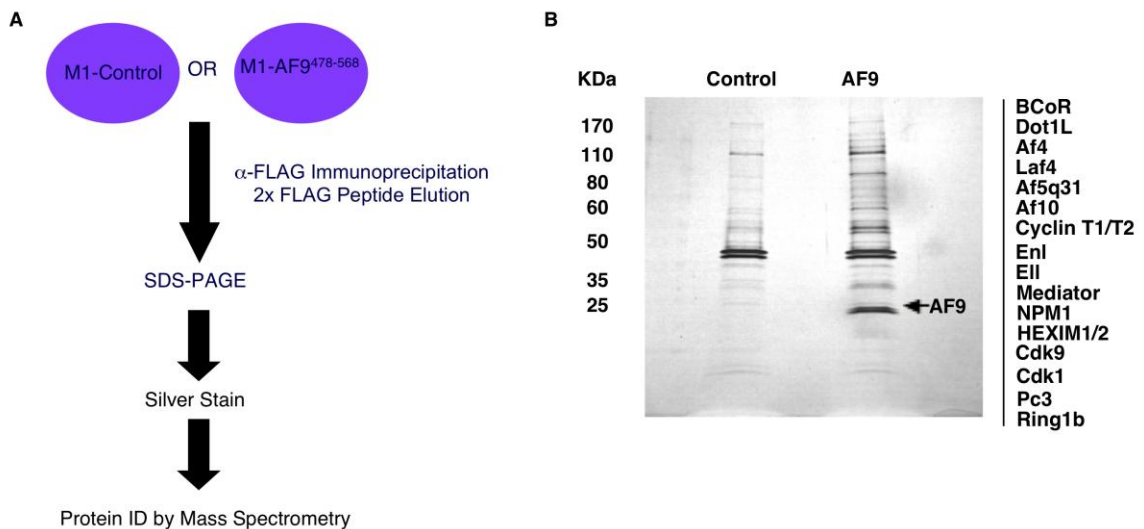 A
M1-Control
OR
M1-AF9478-568
α-FLAG Immunoprecipitation
2x FLAG Peptide Elution
SDS-PAGE
Silver Stain
Protein ID by Mass Spectrometry
B
KDa
Control
AF9
170
110
80
60
50
35
25
AF9
BCoR
Dot1L
Af4
Laf4
Af5q31
Af10
Cyclin T1/T2
Enl
Ell
Mediator
NPM1
HEXIM1/2
Cdk9
Cdk1
Pc3
Ring1b